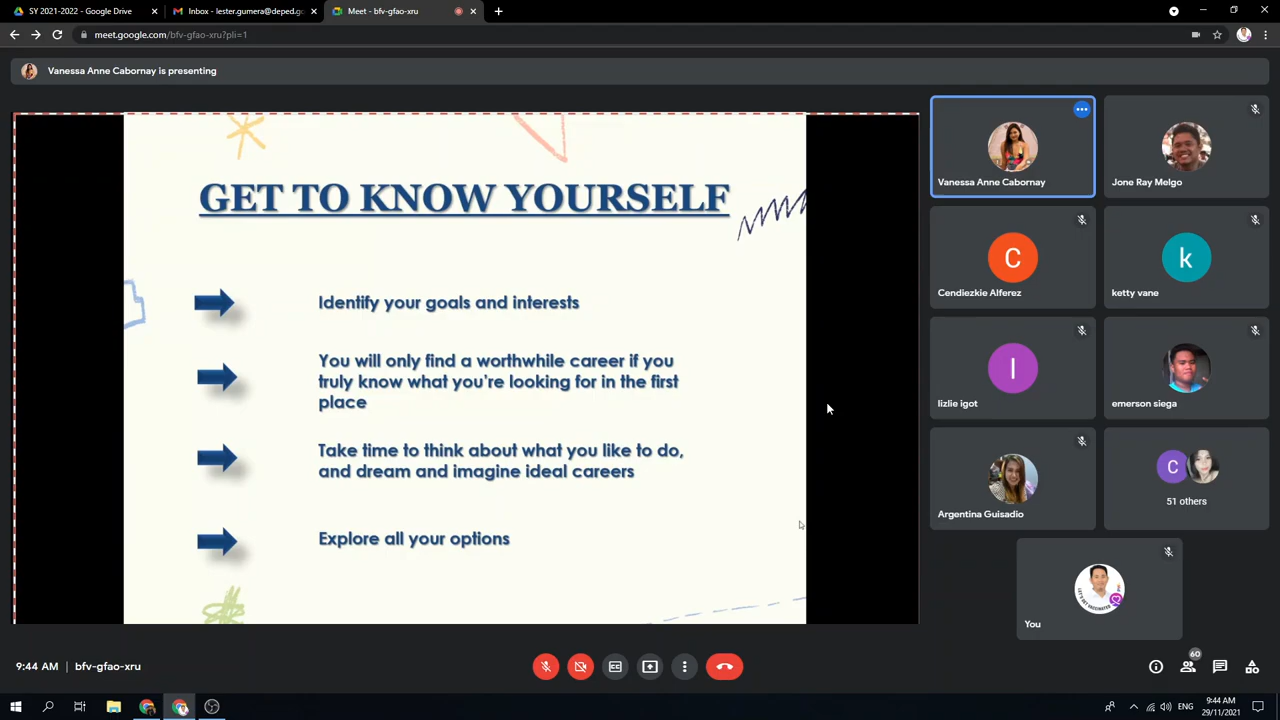 SY 2021-2022 - Google Drive
Inbox - lester.gumera@deped.go
Meet - bfv-gfao-xru
meet.google.com/bfv-gfao-xru?pli=1
Vanessa Anne Cabornay is presenting
GET TO KNOW YOURSELF
Identify your goals and interests
You will only find a worthwhile career if you
truly know what you’re looking for in the first
place
Take time to think about what you like to do,
and dream and imagine ideal careers
Explore all your options
Vanessa Anne Cabornay
Jone Ray Melgo
C
Cendiezkie Alferez
k
ketty vane
l
lizlie igot
emerson siega
Argentina Guisadio
C
51 others
LET'S GET VACCINATED
You
9:44 AM
bfv-gfao-xru
60
ENG
9:44 AM
29/11/2021